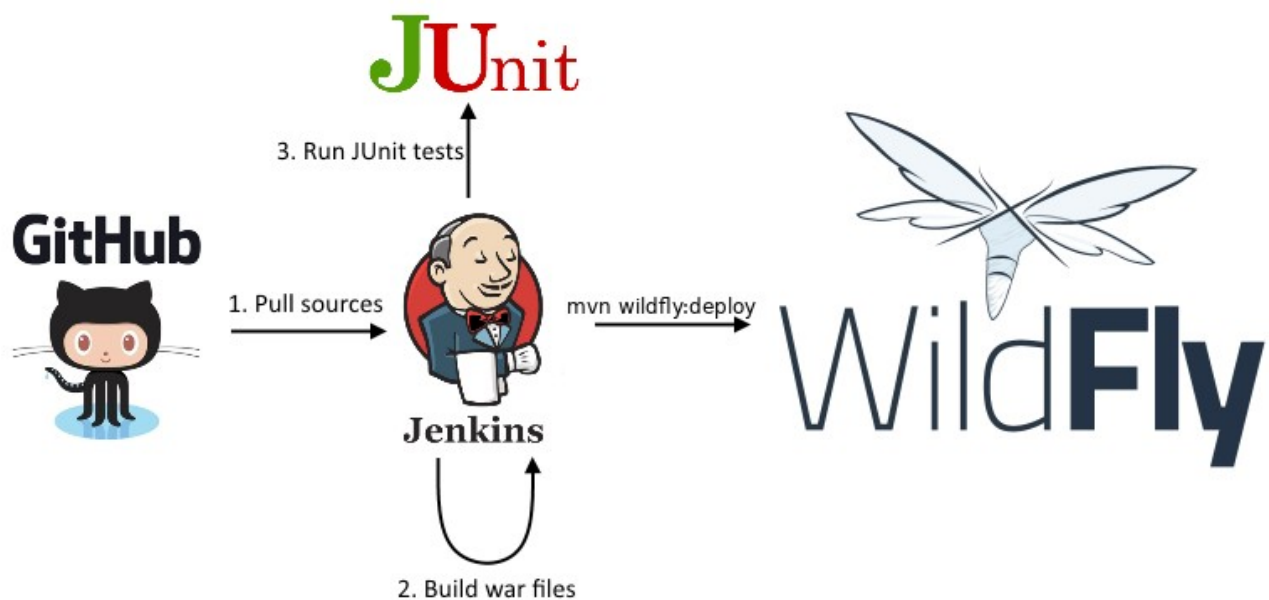 JUnit
3. Run JUnit tests
GitHub
1. Pull sources
mvn wildfly:deploy
WildFly
Jenkins
2. Build war files